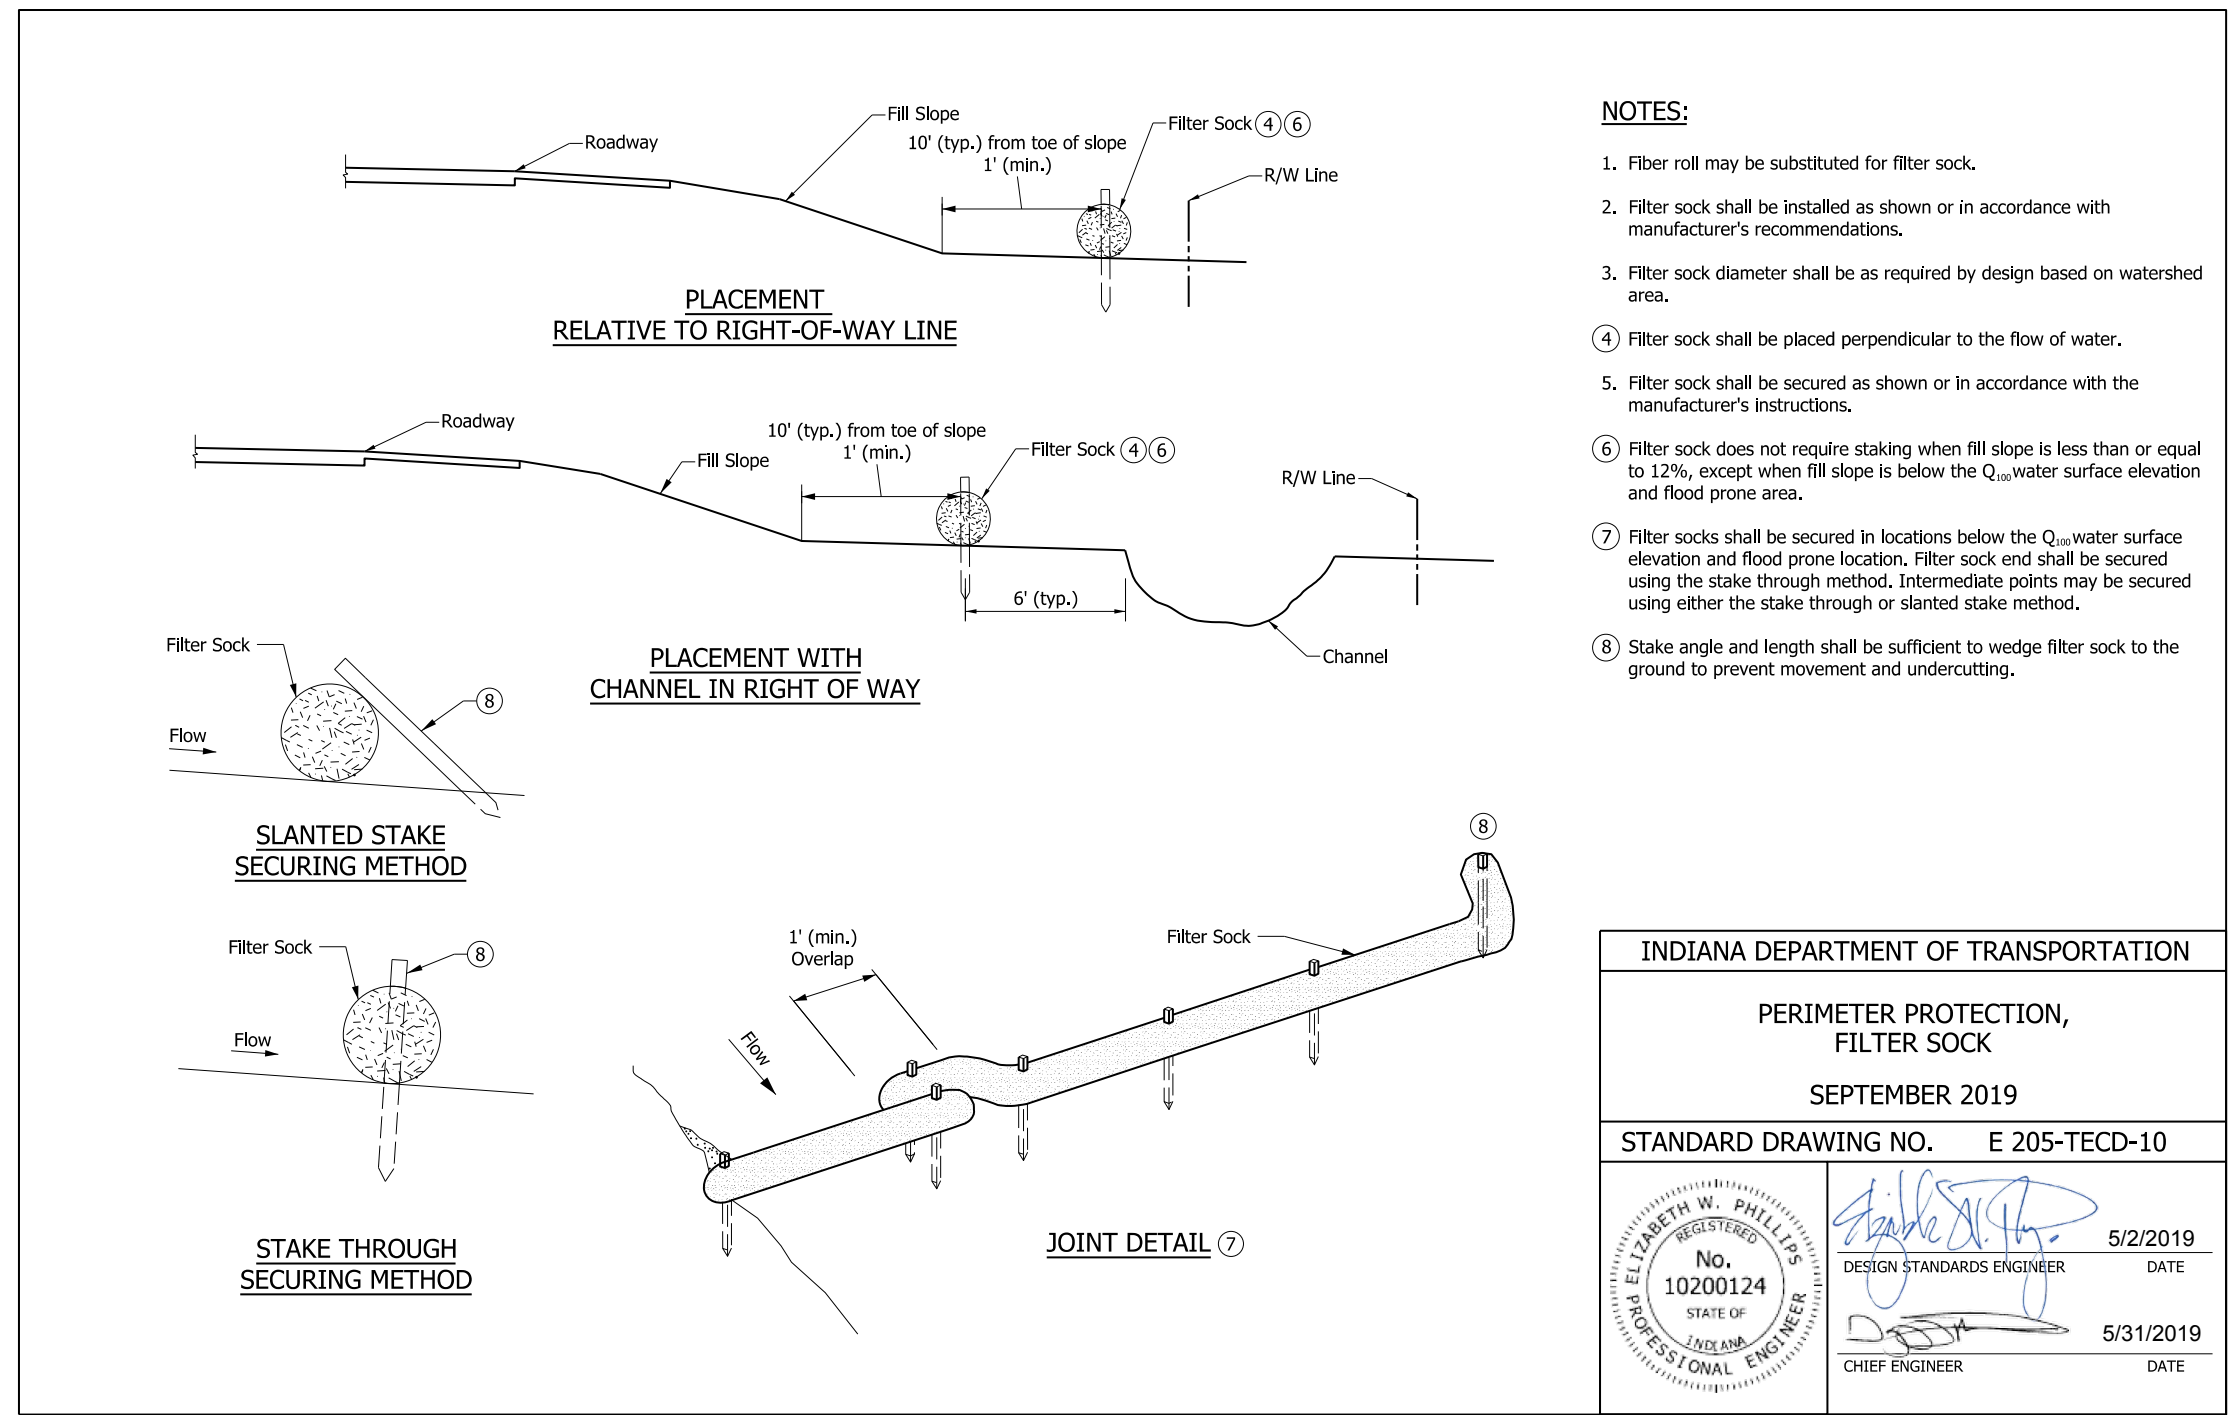 Fill Slope
Roadway
10' (typ.) from toe of slope
1' (min.)
Filter Sock 4 6
R/W Line
PLACEMENT
RELATIVE TO RIGHT-OF-WAY LINE
Roadway
Fill Slope
10' (typ.) from toe of slope
1' (min.)
Filter Sock 4 6
R/W Line
6' (typ.)
Channel
PLACEMENT WITH
CHANNEL IN RIGHT OF WAY
Filter Sock
8
Flow
SLANTED STAKE
SECURING METHOD
Filter Sock
8
Flow
STAKE THROUGH
SECURING METHOD
1' (min.)
Overlap
Flow
Filter Sock
8
JOINT DETAIL 7
NOTES:
1. Fiber roll may be substituted for filter sock.
2. Filter sock shall be installed as shown or in accordance with
manufacturer's recommendations.
3. Filter sock diameter shall be as required by design based on watershed
area.
4 Filter sock shall be placed perpendicular to the flow of water.
5. Filter sock shall be secured as shown or in accordance with the
manufacturer's instructions.
6 Filter sock does not require staking when fill slope is less than or equal
to 12%, except when fill slope is below the Q100 water surface elevation
and flood prone area.
7 Filter socks shall be secured in locations below the Q100 water surface
elevation and flood prone location. Filter sock end shall be secured
using the stake through method. Intermediate points may be secured
using either the stake through or slanted stake method.
8 Stake angle and length shall be sufficient to wedge filter sock to the
ground to prevent movement and undercutting.
INDIANA DEPARTMENT OF TRANSPORTATION
PERIMETER PROTECTION,
FILTER SOCK
SEPTEMBER 2019
STANDARD DRAWING NO. E 205-TECD-10
ELIZABETH W. PHILLIPS
REGISTERED
No.
10200124
STATE OF
INDIANA
PROFESSIONAL ENGINEER
5/2/2019
DESIGN STANDARDS ENGINEER DATE
5/31/2019
CHIEF ENGINEER DATE